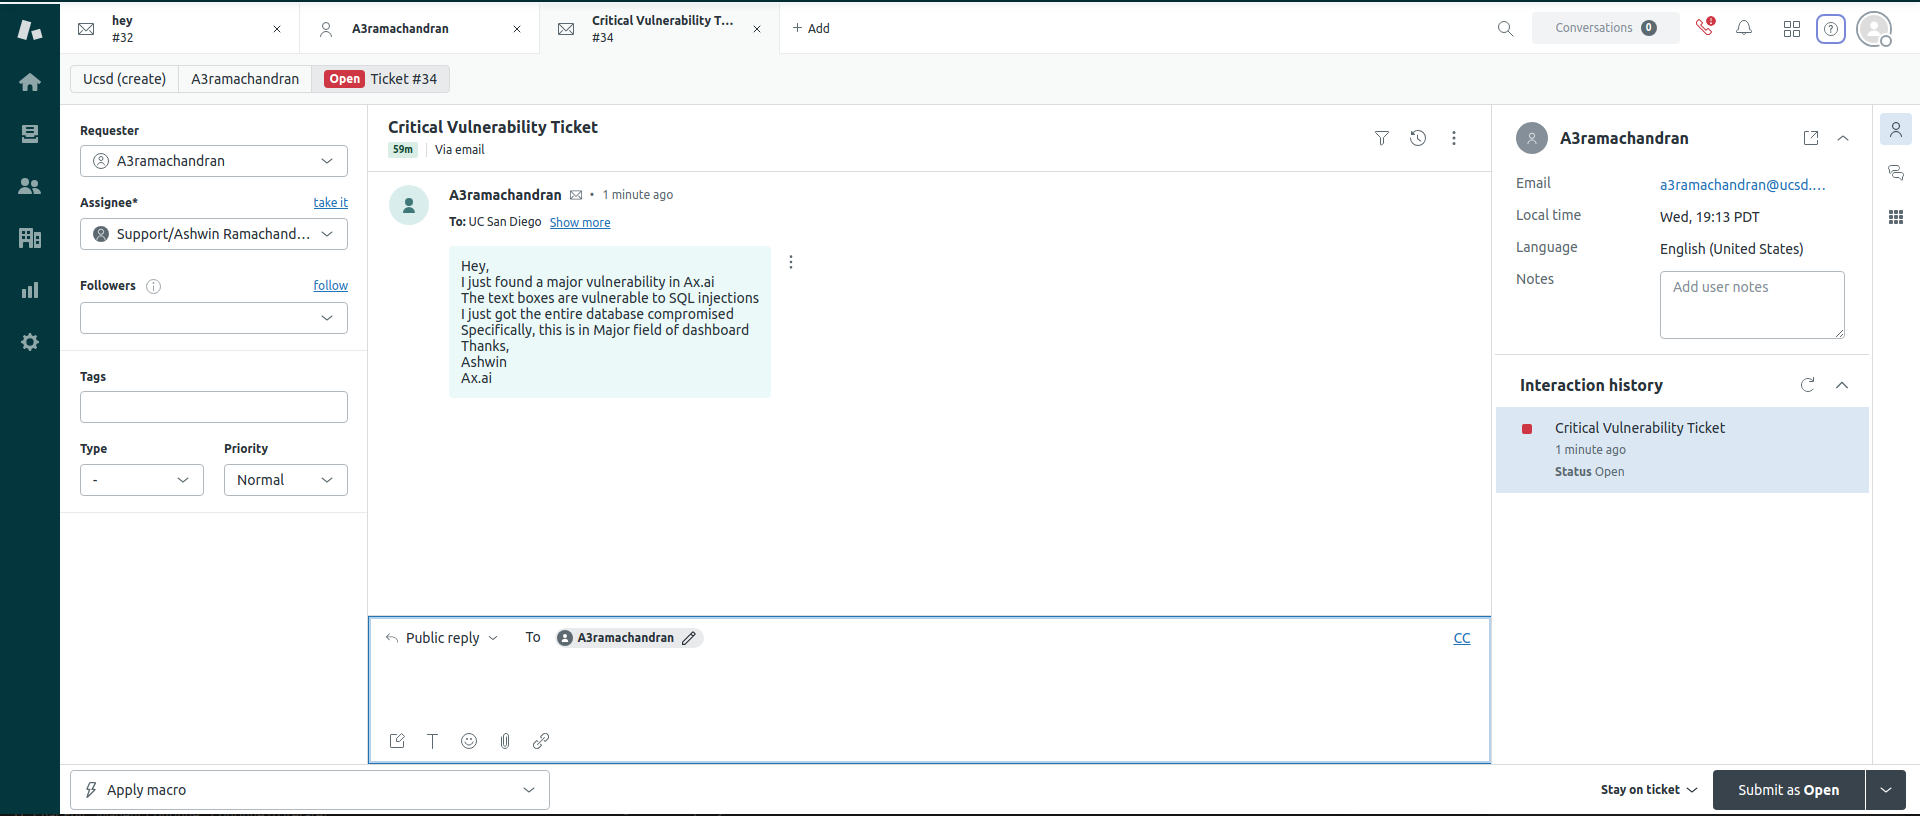 hey
#32
A3ramachandran
Critical Vulnerability T...
#34
+ Add
Conversations 0
Ucsd (create)
A3ramachandran
Open Ticket #34
Requester
A3ramachandran
Assignee* take it
Support/Ashwin Ramachand...
Followers follow
Tags
Type Priority
- Normal
Critical Vulnerability Ticket
59m Via email
A3ramachandran • 1 minute ago
To: UC San Diego Show more
Hey,
I just found a major vulnerability in Ax.ai
The text boxes are vulnerable to SQL injections
I just got the entire database compromised
Specifically, this is in Major field of dashboard
Thanks,
Ashwin
Ax.ai
Public reply To A3ramachandran CC
Apply macro
Stay on ticket
Submit as Open
A3ramachandran
Email a3ramachandran@ucsd....
Local time Wed, 19:13 PDT
Language English (United States)
Notes Add user notes
Interaction history
Critical Vulnerability Ticket
1 minute ago
Status Open